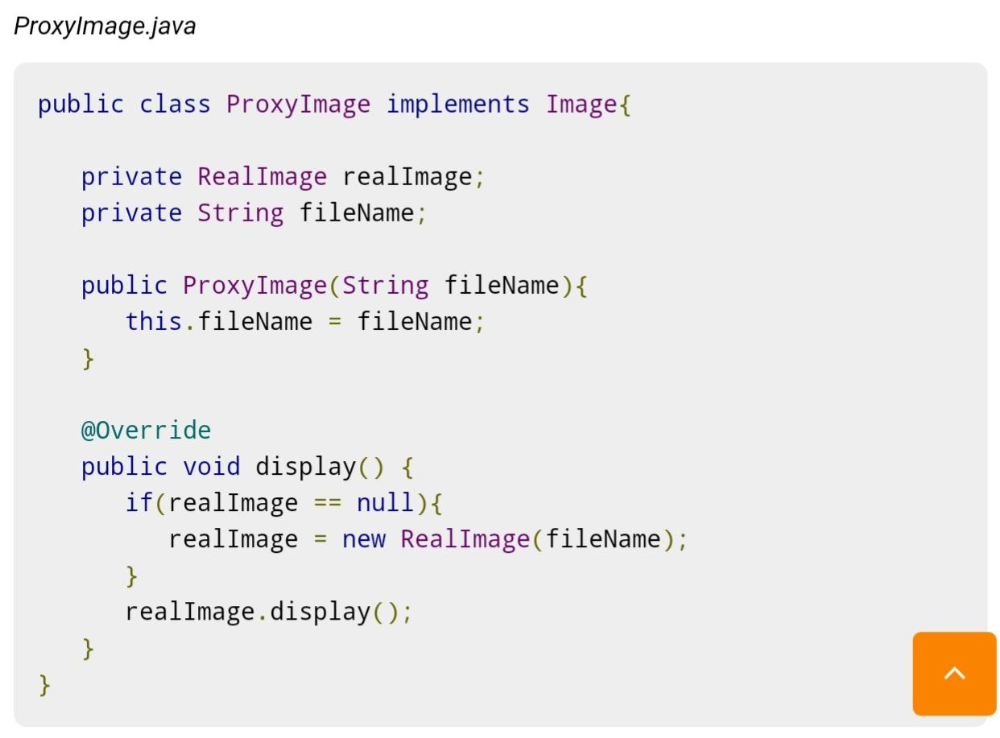 ProxyImage.java
public class ProxyImage implements Image{
private RealImage realImage;
private String fileName;
public ProxyImage(String fileName){
this.fileName = fileName;
}
@Override
public void display() {
if(realImage == null){
realImage = new RealImage(fileName);
}
realImage.display();
}
}